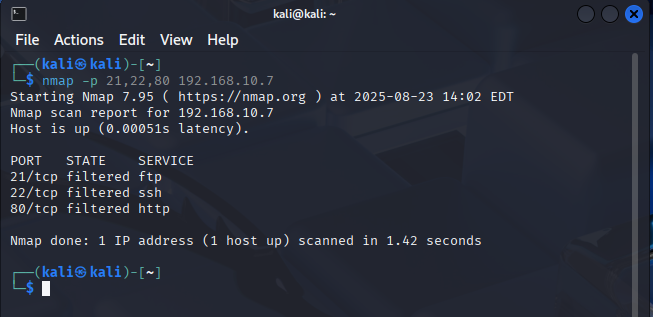 kali@kali: ~
File Actions Edit View Help
┌──(kali㉿kali)-[~]
└─$ nmap -p 21,22,80 192.168.10.7
Starting Nmap 7.95 ( https://nmap.org ) at 2025-08-23 14:02 EDT
Nmap scan report for 192.168.10.7
Host is up (0.00051s latency).
PORT   STATE    SERVICE
21/tcp filtered ftp
22/tcp filtered ssh
80/tcp filtered http
Nmap done: 1 IP address (1 host up) scanned in 1.42 seconds
┌──(kali㉿kali)-[~]
└─$